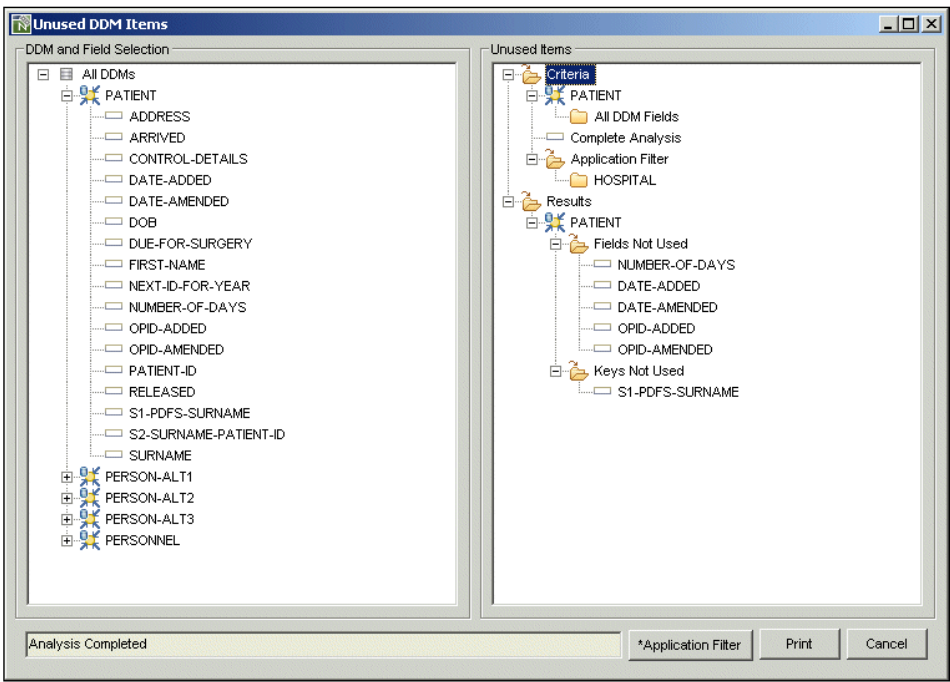 Unused DDM Items
DDM and Field Selection
All DDMs
PATIENT
ADDRESS
ARRIVED
CONTROL-DETAILS
DATE-ADDED
DATE-AMENDED
DOB
DUE-FOR-SURGERY
FIRST-NAME
NEXT-ID-FOR-YEAR
NUMBER-OF-DAYS
OPID-ADDED
OPID-AMENDED
PATIENT-ID
RELEASED
S1-PDFS-SURNAME
S2-SURNAME-PATIENT-ID
SURNAME
PERSON-ALT1
PERSON-ALT2
PERSON-ALT3
PERSONNEL
Unused Items
Criteria
PATIENT
All DDM Fields
Complete Analysis
Application Filter
HOSPITAL
Results
PATIENT
Fields Not Used
NUMBER-OF-DAYS
DATE-ADDED
DATE-AMENDED
OPID-ADDED
OPID-AMENDED
Keys Not Used
S1-PDFS-SURNAME
Analysis Completed
*Application Filter
Print
Cancel